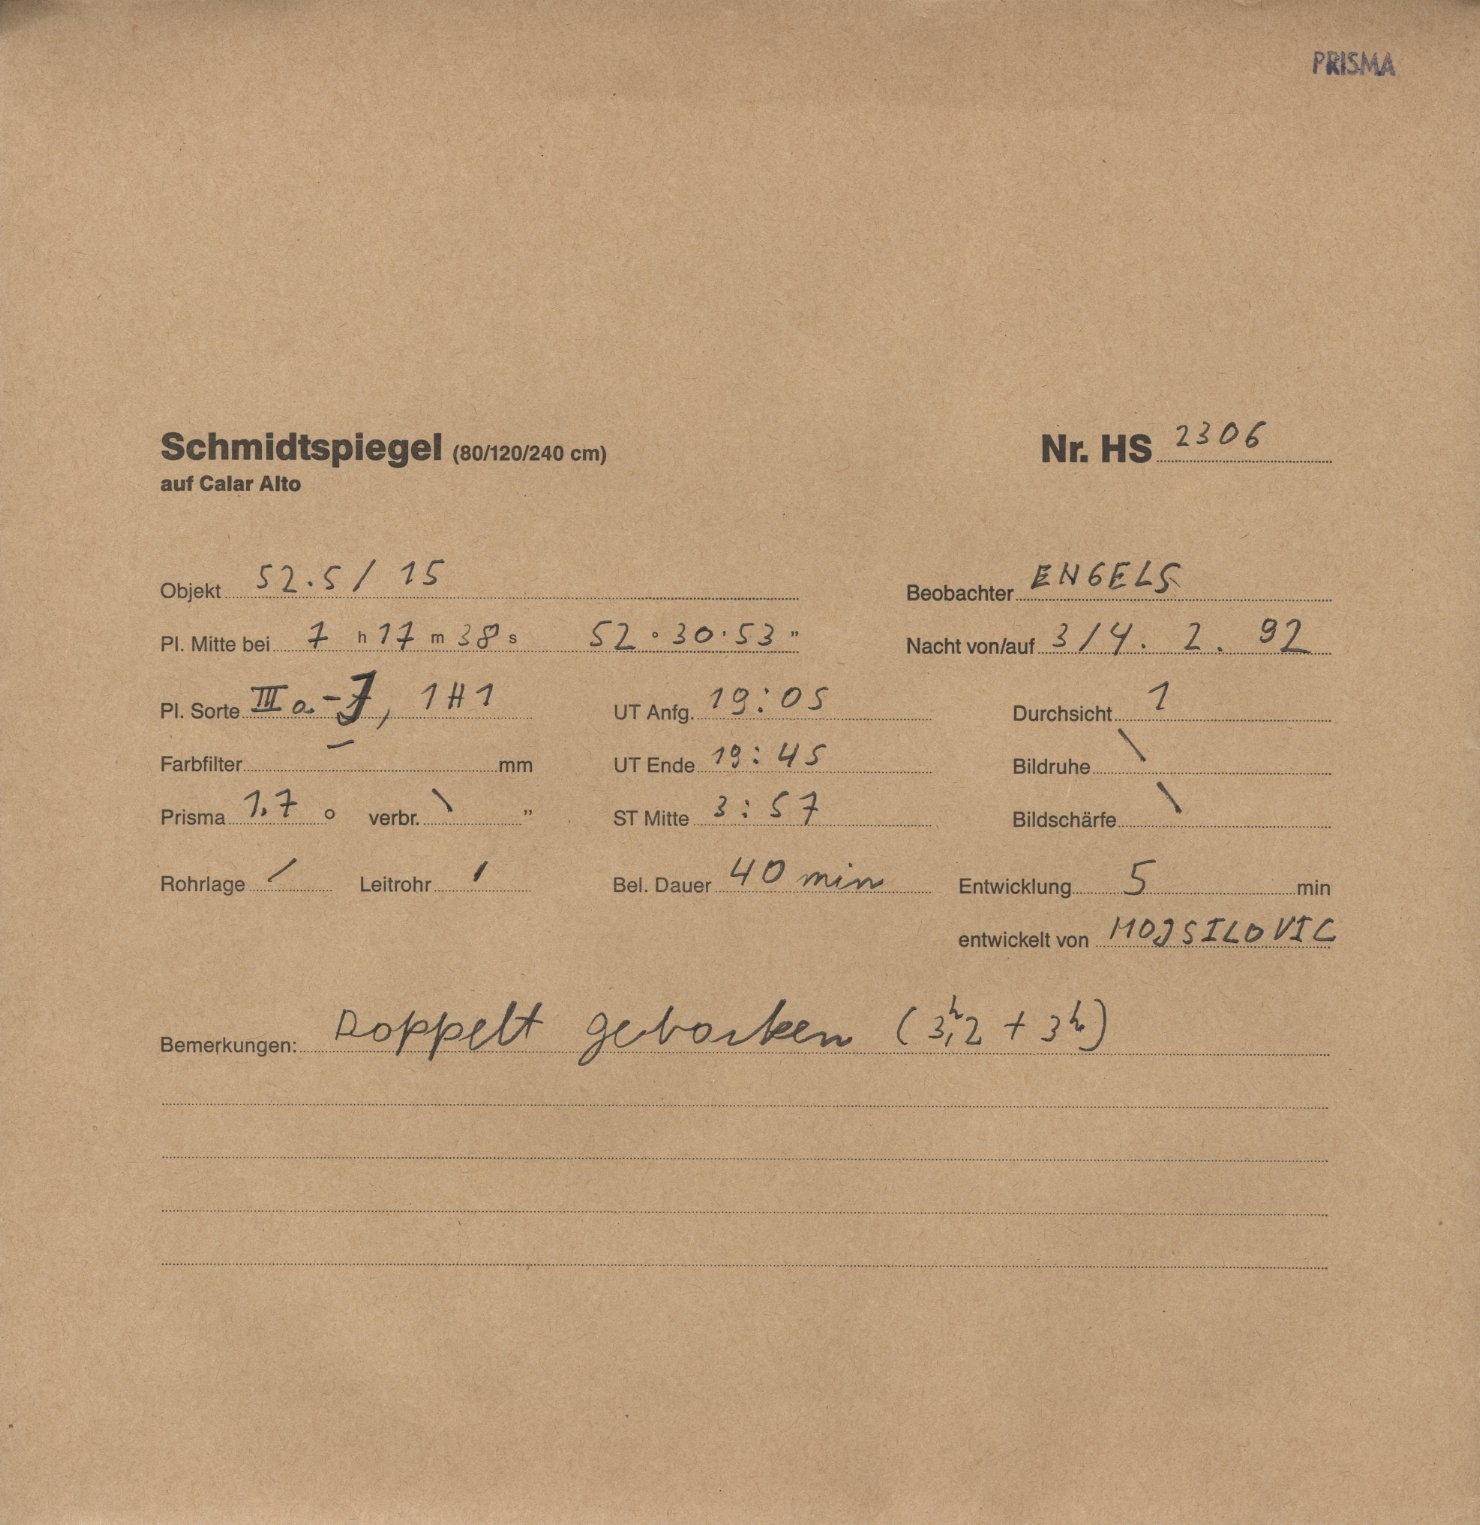 PRISMA
Schmidtspiegel (80/120/240 cm) Nr. HS 2306
auf Calar Alto
Objekt 52.5 / 15 Beobachter ENGELS
Pl. Mitte bei 7 h 17 m 38 s 52 ° 30 ' 53 " Nacht von/auf 3/4. 2. 92
Pl. Sorte IIIa-J, 1H1 UT Anfg. 19:05 Durchsicht 1
Farbfilter – mm UT Ende 19:45 Bildruhe \
Prisma 1.7 ° verbr. \ " ST Mitte 3:57 Bildschärfe \
Rohrlage / Leitrohr / Bel. Dauer 40 min Entwicklung 5 min
entwickelt von MOJSILOVIC
Bemerkungen: Doppelt gebacken (3,ʰ2 + 3ʰ)